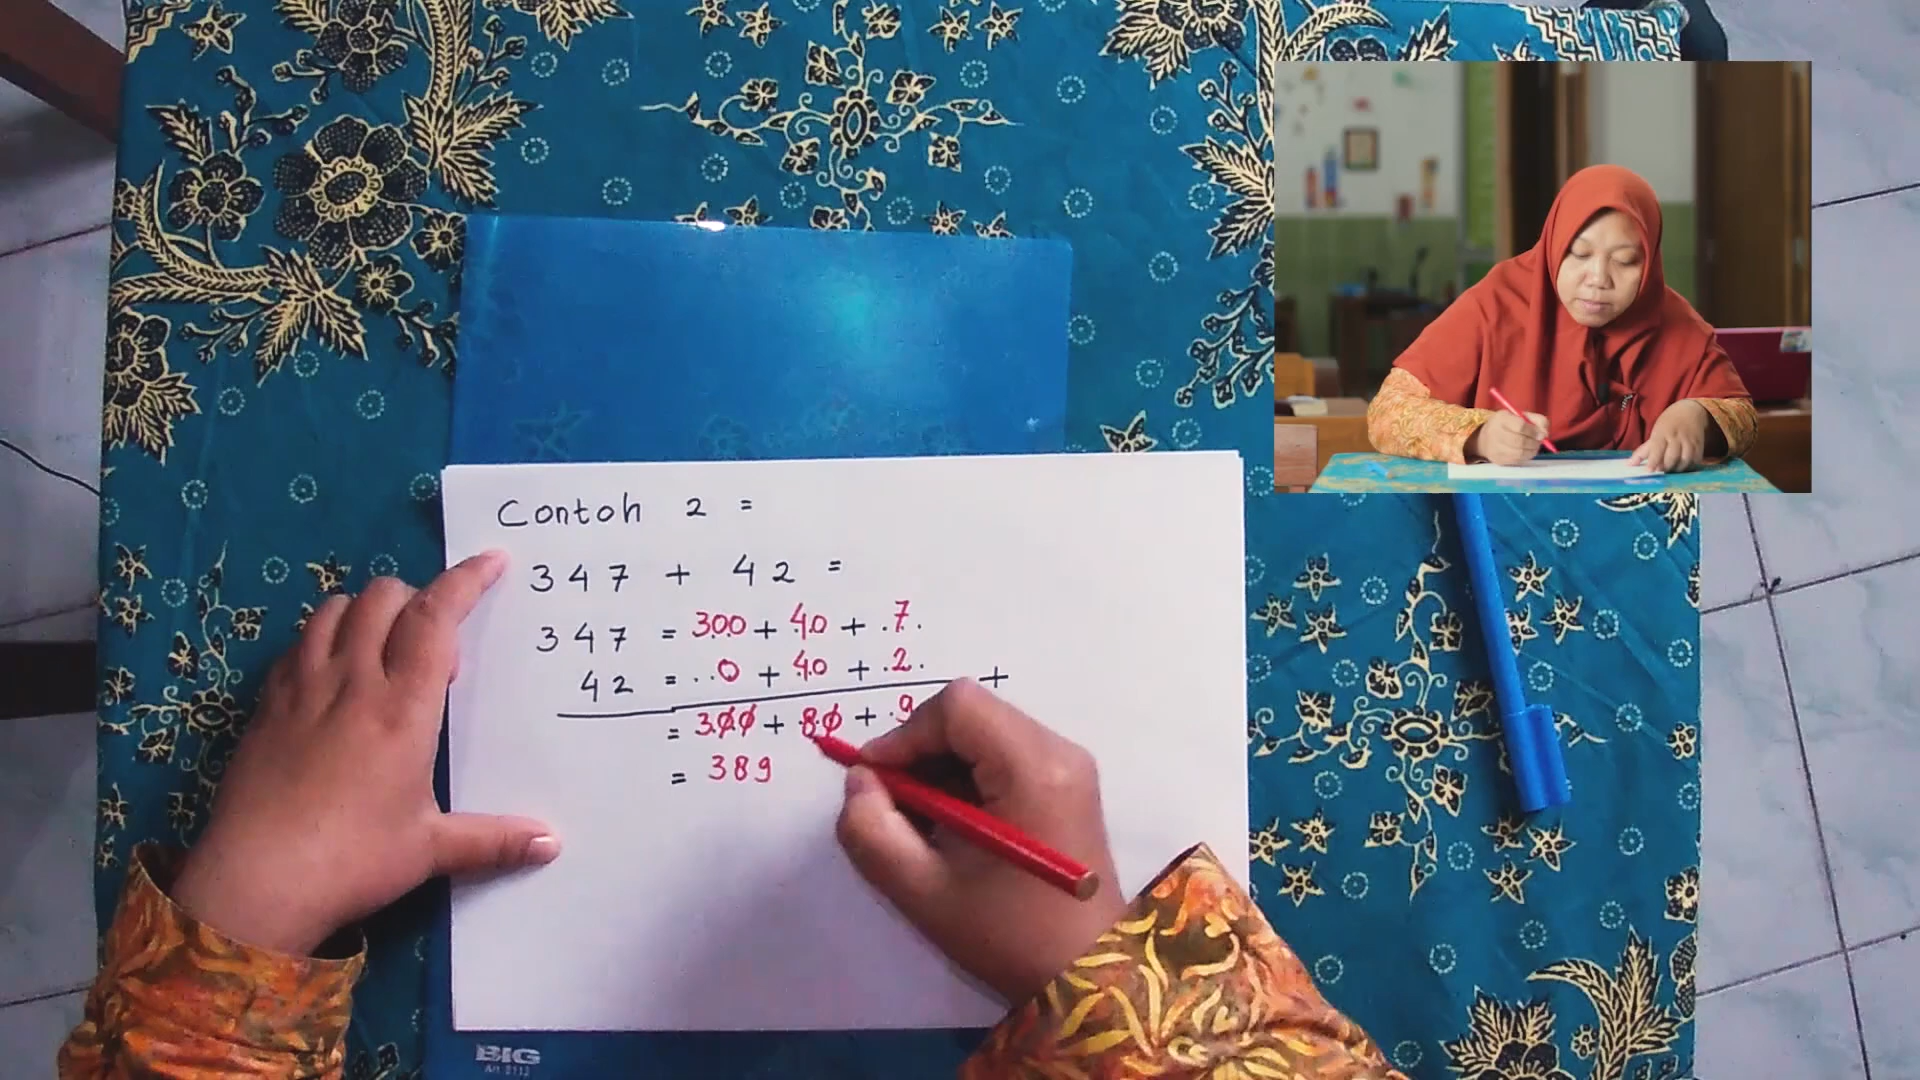 Contoh 2 =
347 + 42 =
347 = 300 + 40 + .7.
42 = ..0 + 40 + .2. +
= 300 + 80 + .9
= 389
BIG